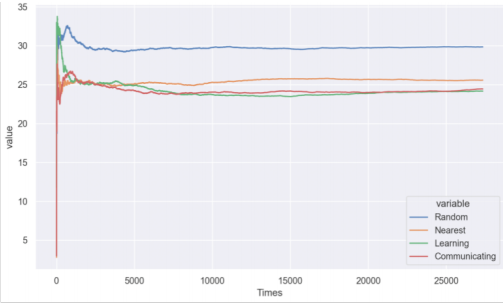 35
30
25
20
15
10
5
value
0 5000 10000 15000 20000 25000
Times
variable
Random
Nearest
Learning
Communicating